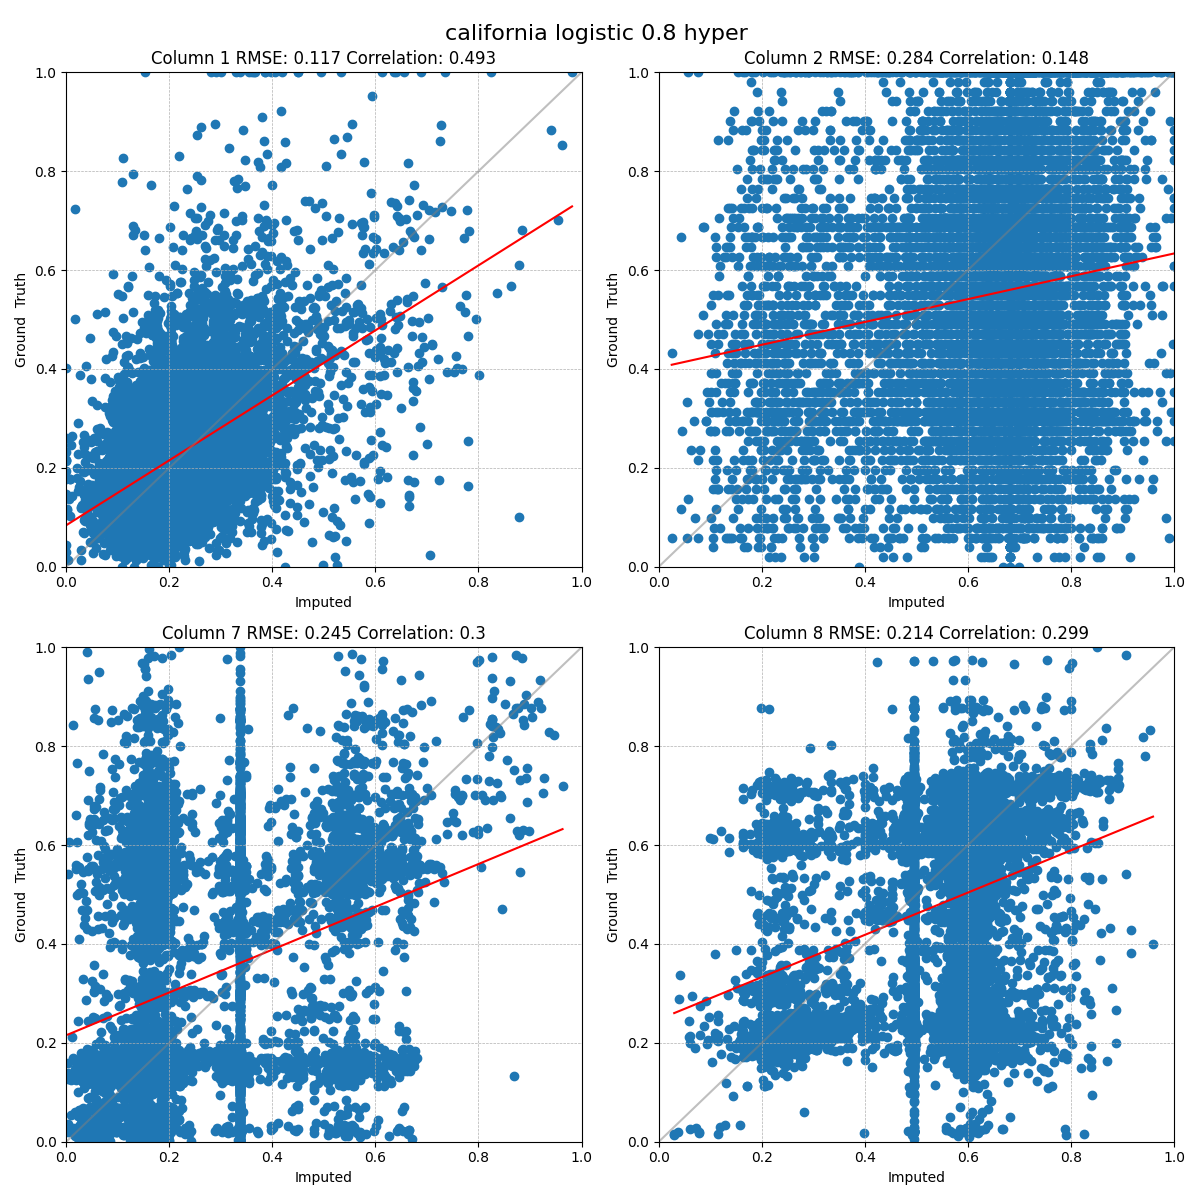 california logistic 0.8 hyper
Column 1 RMSE: 0.117 Correlation: 0.493
Column 2 RMSE: 0.284 Correlation: 0.148
1.0
0.8
0.6
0.4
0.2
0.0
Ground Truth
0.0 0.2 0.4 0.6 0.8 1.0
Imputed
1.0
0.8
0.6
0.4
0.2
0.0
Ground Truth
0.0 0.2 0.4 0.6 0.8 1.0
Imputed
Column 7 RMSE: 0.245 Correlation: 0.3
Column 8 RMSE: 0.214 Correlation: 0.299
1.0
0.8
0.6
0.4
0.2
0.0
Ground Truth
0.0 0.2 0.4 0.6 0.8 1.0
Imputed
1.0
0.8
0.6
0.4
0.2
0.0
Ground Truth
0.0 0.2 0.4 0.6 0.8 1.0
Imputed